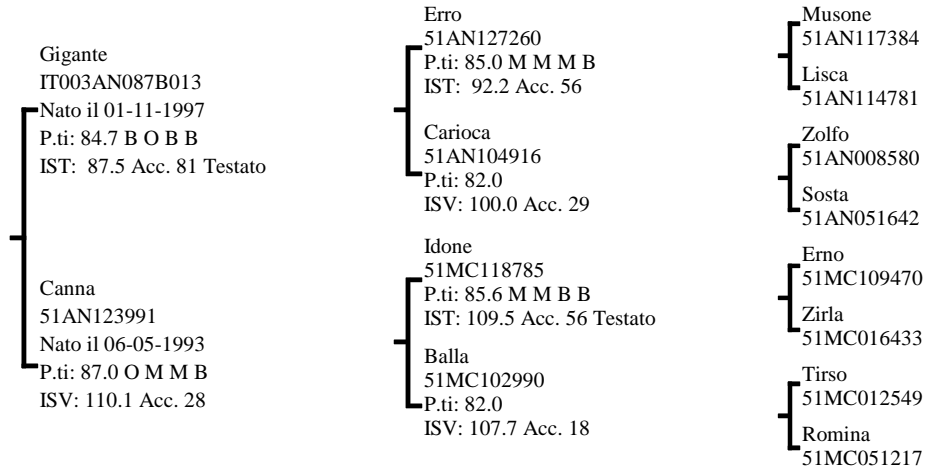 Gigante
IT003AN087B013
Nato il 01-11-1997
P.ti: 84.7 B O B B
IST: 87.5 Acc. 81 Testato
Canna
51AN123991
Nato il 06-05-1993
P.ti: 87.0 O M M B
ISV: 110.1 Acc. 28
Erro
51AN127260
P.ti: 85.0 M M M B
IST: 92.2 Acc. 56
Carioca
51AN104916
P.ti: 82.0
ISV: 100.0 Acc. 29
Idone
51MC118785
P.ti: 85.6 M M B B
IST: 109.5 Acc. 56 Testato
Balla
51MC102990
P.ti: 82.0
ISV: 107.7 Acc. 18
Musone
51AN117384
Lisca
51AN114781
Zolfo
51AN008580
Sosta
51AN051642
Erno
51MC109470
Zirla
51MC016433
Tirso
51MC012549
Romina
51MC051217